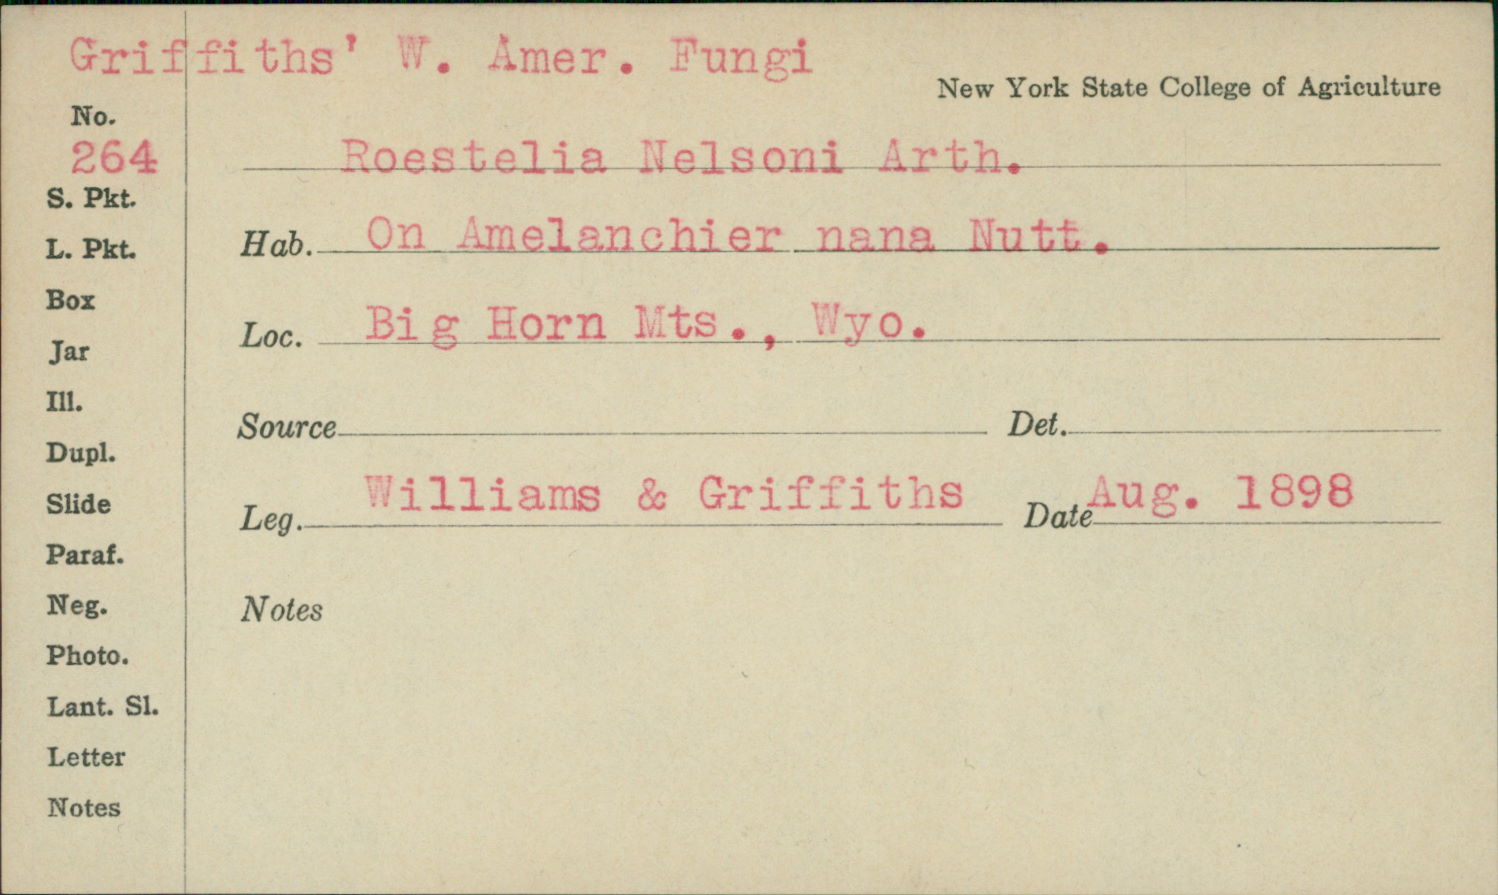 Griffiths' W. Amer. Fungi
New York State College of Agriculture
No.
264
Roestelia Nelsoni Arth.
S. Pkt.
L. Pkt.
Hab. On Amelanchier nana Nutt.
Box
Loc. Big Horn Mts., Wyo.
Jar
Ill.
Source Det.
Dupl.
Slide
Leg. Williams & Griffiths Date Aug. 1898
Paraf.
Neg.
Notes
Photo.
Lant. Sl.
Letter
Notes